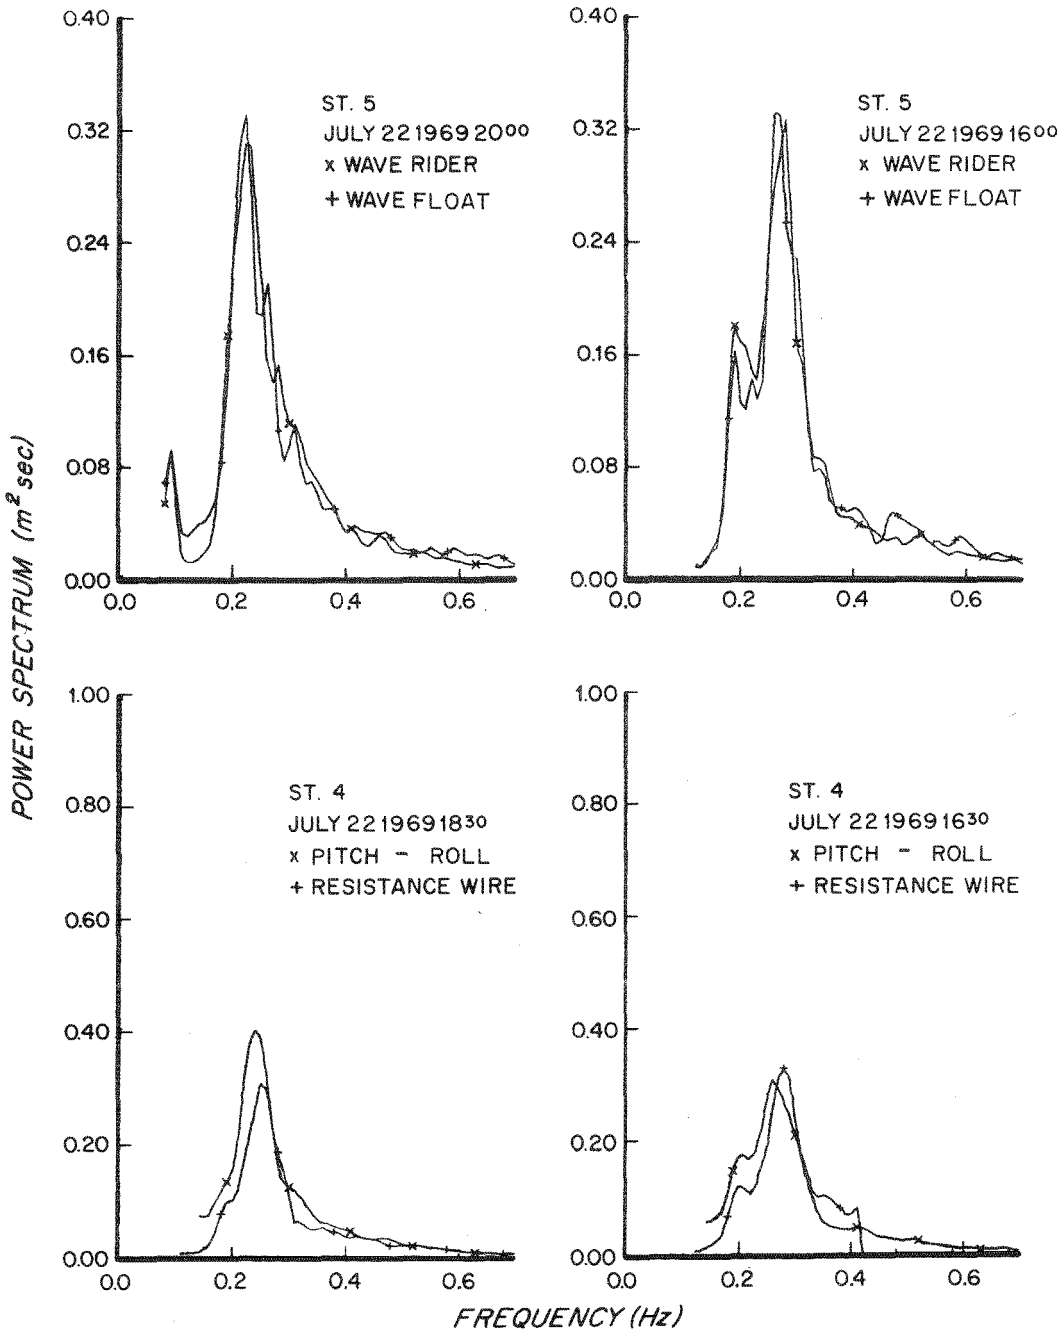 POWER SPECTRUM (m² sec)
0.40
0.32
0.24
0.16
0.08
0.00
0.0 0.2 0.4 0.6
ST. 5
JULY 22 1969 20⁰⁰
x WAVE RIDER
+ WAVE FLOAT
0.40
0.32
0.24
0.16
0.08
0.00
0.0 0.2 0.4 0.6
ST. 5
JULY 22 1969 16⁰⁰
x WAVE RIDER
+ WAVE FLOAT
1.00
0.80
0.60
0.40
0.20
0.00
0.0 0.2 0.4 0.6
ST. 4
JULY 22 1969 18³⁰
x PITCH - ROLL
+ RESISTANCE WIRE
1.00
0.80
0.60
0.40
0.20
0.00
0.0 0.2 0.4 0.6
ST. 4
JULY 22 1969 16³⁰
x PITCH - ROLL
+ RESISTANCE WIRE
FREQUENCY (Hz)